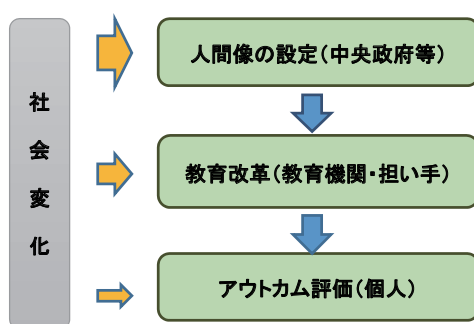 社会変化
人間像の設定（中央政府等）
教育改革（教育機関・担い手）
アウトカム評価（個人）